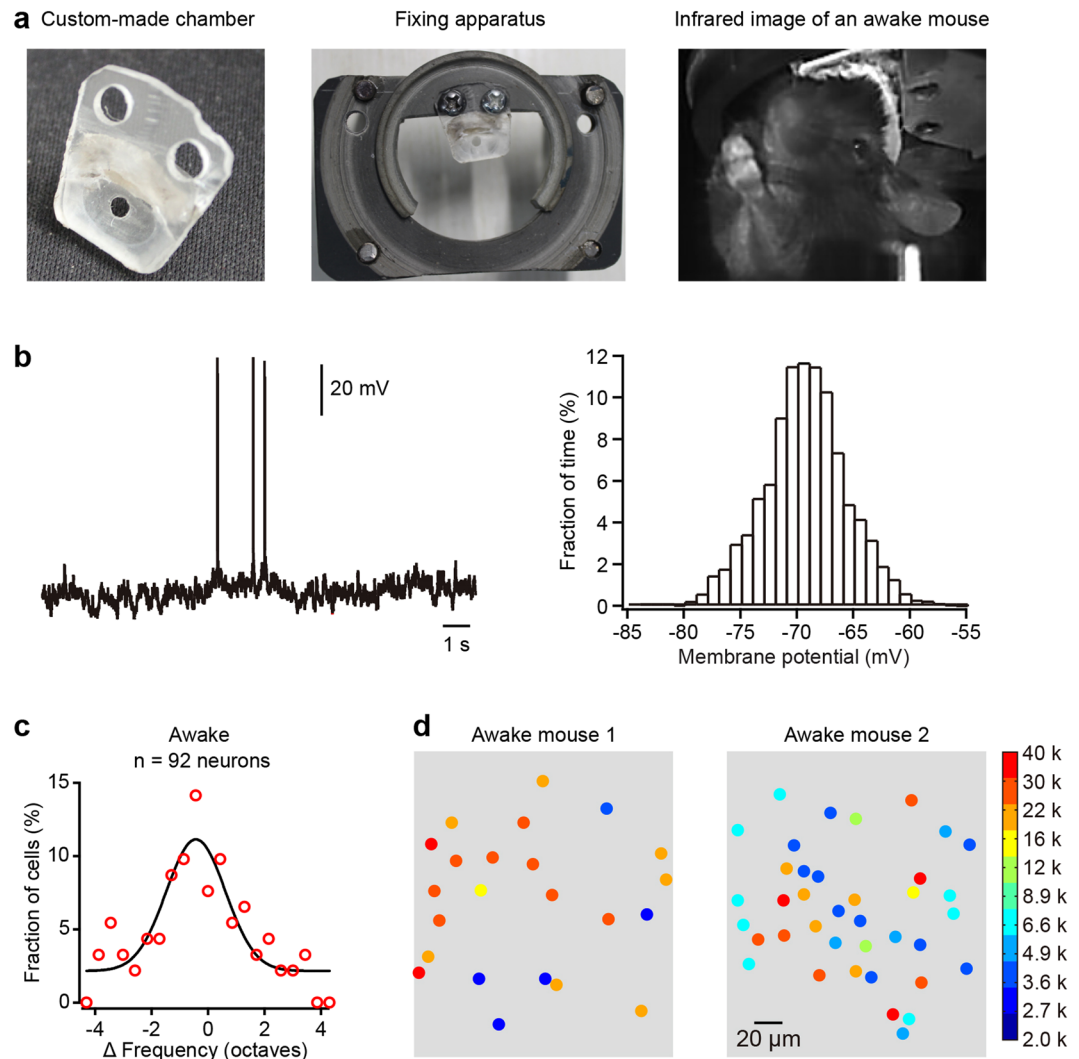 a
Custom-made chamber
Fixing apparatus
Infrared image of an awake mouse
b
20 mV
1 s
Fraction of time (%)
12
10
8
6
4
2
0
-85 -80 -75 -70 -65 -60 -55
Membrane potential (mV)
c
Awake
n = 92 neurons
Fraction of cells (%)
15
10
5
0
-4 -2 0 2 4
Δ Frequency (octaves)
d
Awake mouse 1
Awake mouse 2
20 µm
40 k
30 k
22 k
16 k
12 k
8.9 k
6.6 k
4.9 k
3.6 k
2.7 k
2.0 k